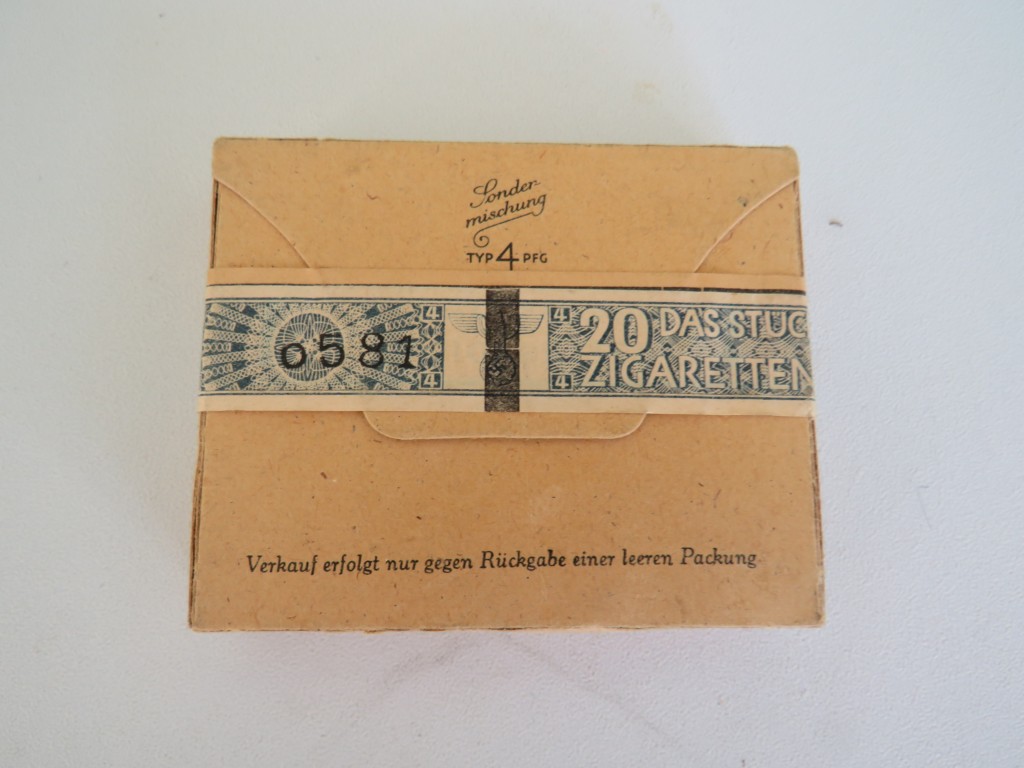 Sonder-
mischung
TYP 4 PFG
0581
4 4 20 DAS STÜC
4 4 ZIGARETTEN
Verkauf erfolgt nur gegen Rückgabe einer leeren Packung